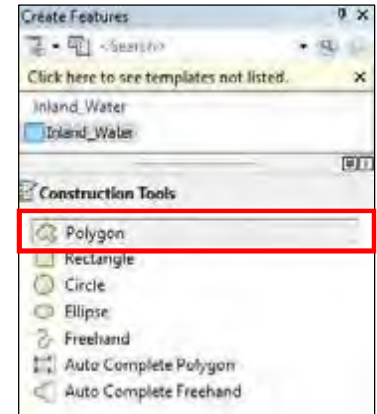 Create Features
<Search>
Click here to see templates not listed.
Inland_Water
Inland_Water
Construction Tools
Polygon
Rectangle
Circle
Ellipse
Freehand
Auto Complete Polygon
Auto Complete Freehand